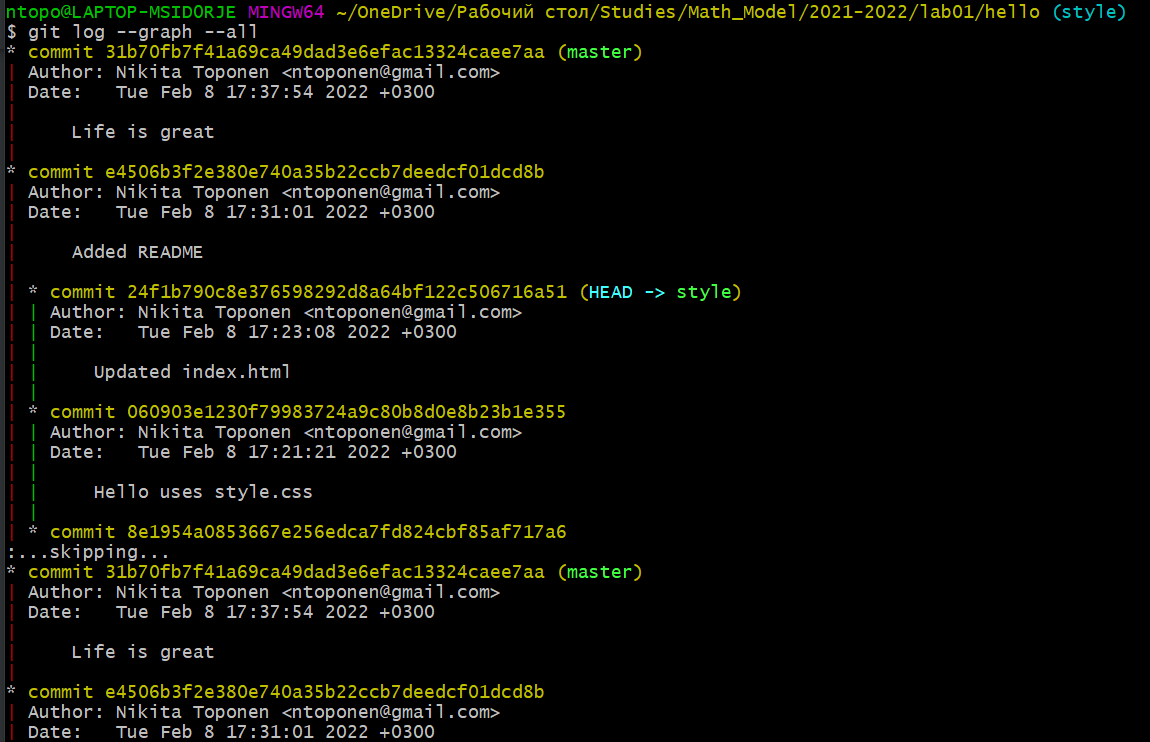 ntopo@LAPTOP-MSIDORJE MINGW64 ~/OneDrive/Рабочий стол/Studies/Math_Model/2021-2022/lab01/hello (style)
$ git log --graph --all
* commit 31b70fb7f41a69ca49dad3e6efac13324caee7aa (master)
| Author: Nikita Toponen <ntoponen@gmail.com>
| Date:   Tue Feb 8 17:37:54 2022 +0300
|
|     Life is great
|
* commit e4506b3f2e380e740a35b22ccb7deedcf01dcd8b
| Author: Nikita Toponen <ntoponen@gmail.com>
| Date:   Tue Feb 8 17:31:01 2022 +0300
|
|     Added README
|
| * commit 24f1b790c8e376598292d8a64bf122c506716a51 (HEAD -> style)
| | Author: Nikita Toponen <ntoponen@gmail.com>
| | Date:   Tue Feb 8 17:23:08 2022 +0300
| |
| |     Updated index.html
| |
| * commit 060903e1230f79983724a9c80b8d0e8b23b1e355
| | Author: Nikita Toponen <ntoponen@gmail.com>
| | Date:   Tue Feb 8 17:21:21 2022 +0300
| |
| |     Hello uses style.css
| |
| * commit 8e1954a0853667e256edca7fd824cbf85af717a6
:...skipping...
* commit 31b70fb7f41a69ca49dad3e6efac13324caee7aa (master)
| Author: Nikita Toponen <ntoponen@gmail.com>
| Date:   Tue Feb 8 17:37:54 2022 +0300
|
|     Life is great
|
* commit e4506b3f2e380e740a35b22ccb7deedcf01dcd8b
| Author: Nikita Toponen <ntoponen@gmail.com>
| Date:   Tue Feb 8 17:31:01 2022 +0300